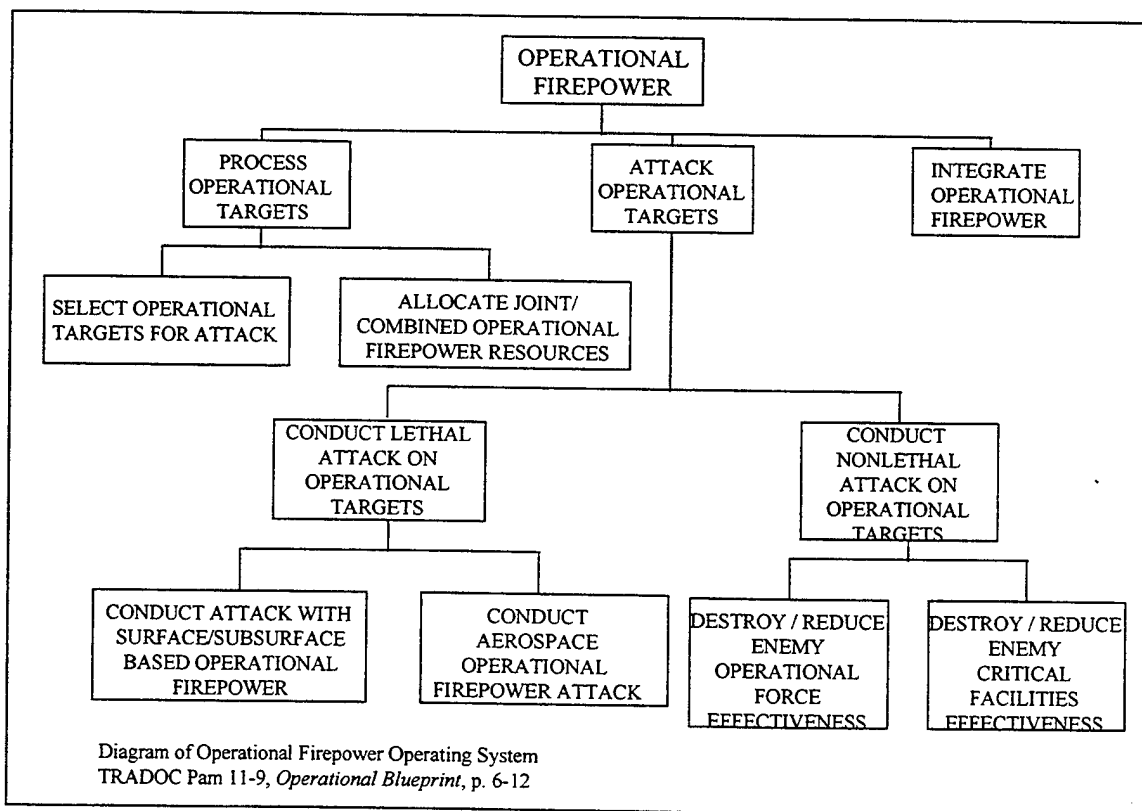 OPERATIONAL
FIREPOWER
PROCESS
OPERATIONAL
TARGETS
ATTACK
OPERATIONAL
TARGETS
INTEGRATE
OPERATIONAL
FIREPOWER
SELECT OPERATIONAL
TARGETS FOR ATTACK
ALLOCATE JOINT/
COMBINED OPERATIONAL
FIREPOWER RESOURCES
CONDUCT LETHAL
ATTACK ON
OPERATIONAL
TARGETS
CONDUCT
NONLETHAL
ATTACK ON
OPERATIONAL
TARGETS
CONDUCT ATTACK WITH
SURFACE/SUBSURFACE
BASED OPERATIONAL
FIREPOWER
CONDUCT
AEROSPACE
OPERATIONAL
FIREPOWER ATTACK
DESTROY / REDUCE
ENEMY
OPERATIONAL
FORCE
EFFECTIVENESS
DESTROY / REDUCE
ENEMY
CRITICAL
FACILITIES
EFFECTIVENESS
Diagram of Operational Firepower Operating System
TRADOC Pam 11-9, Operational Blueprint, p. 6-12